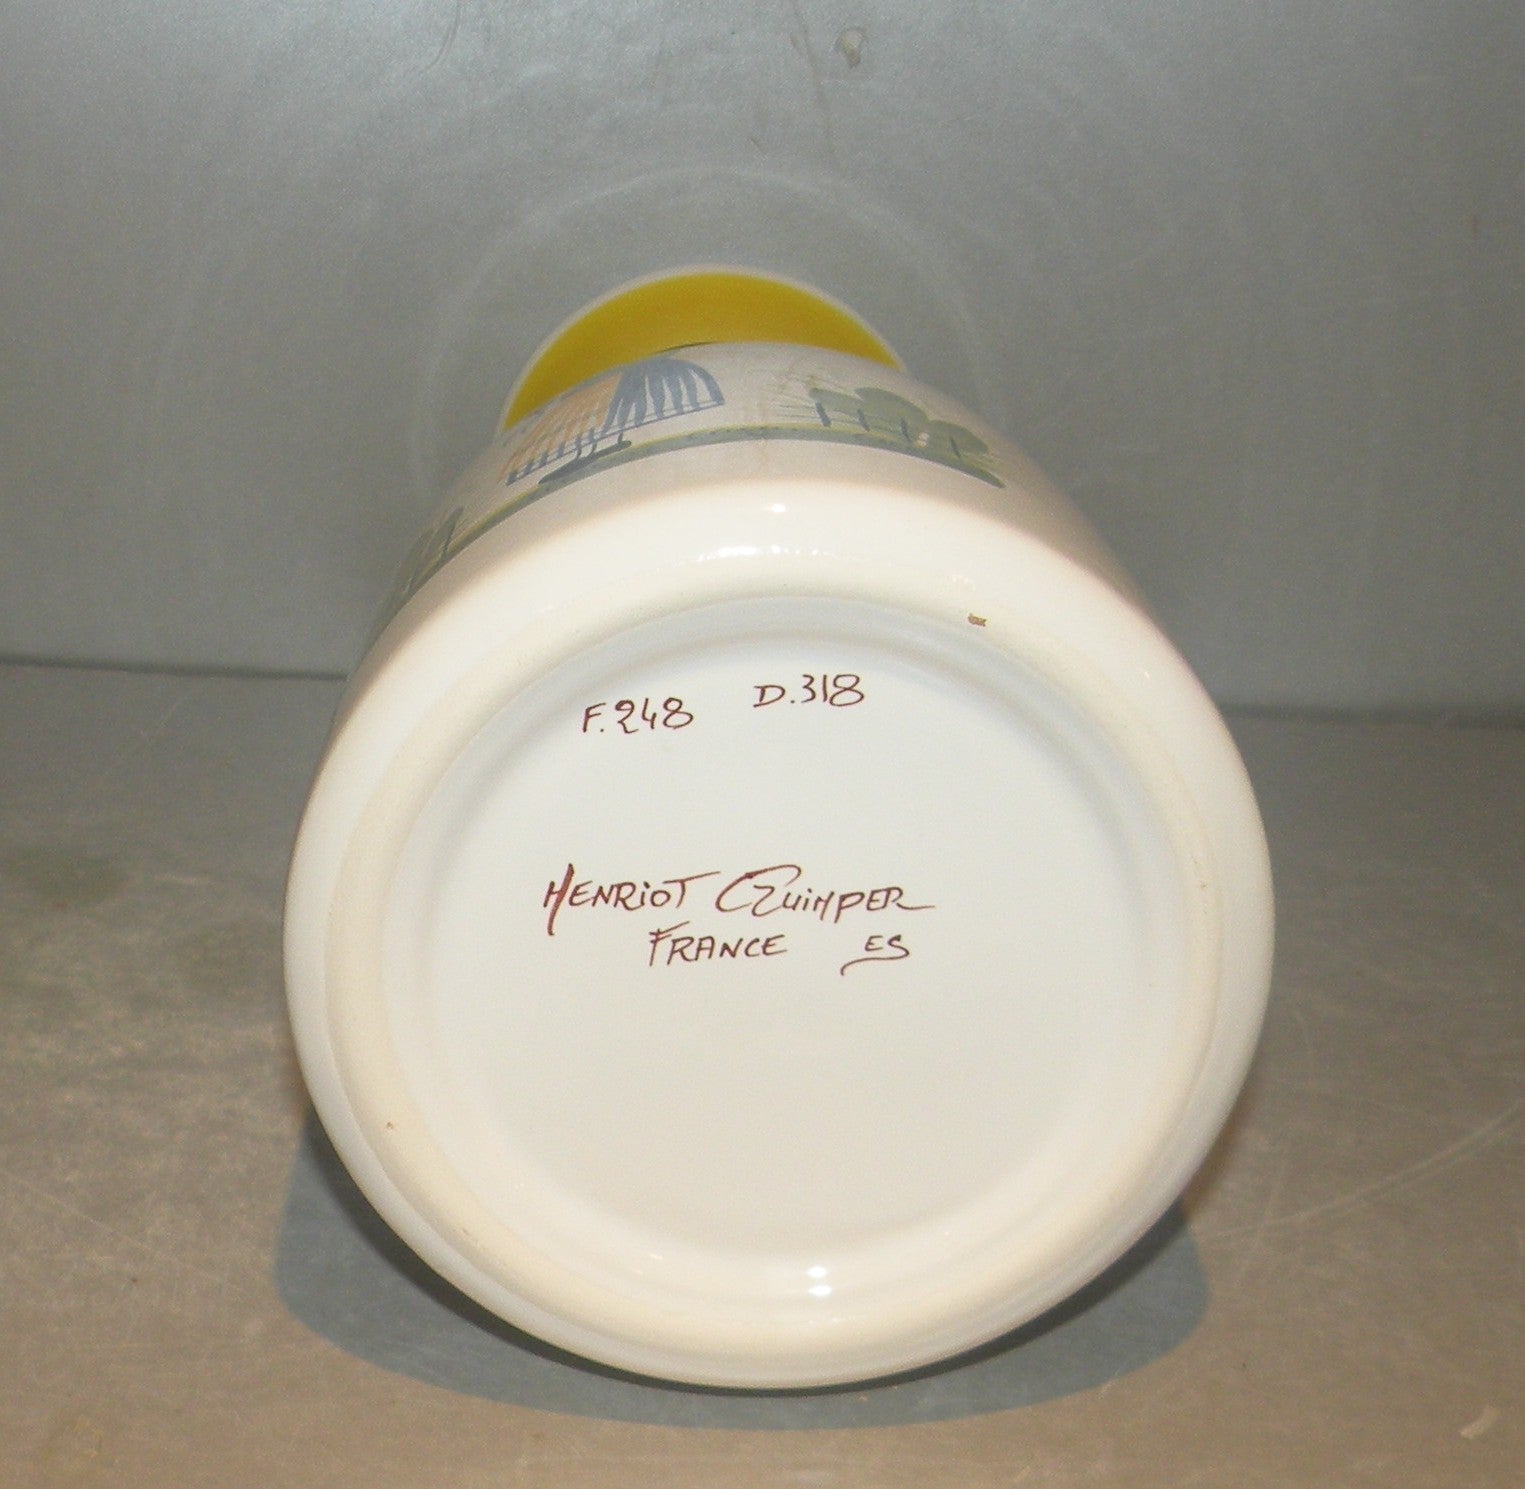 F.248 D.318
HENRIOT QUIMPER
FRANCE ES